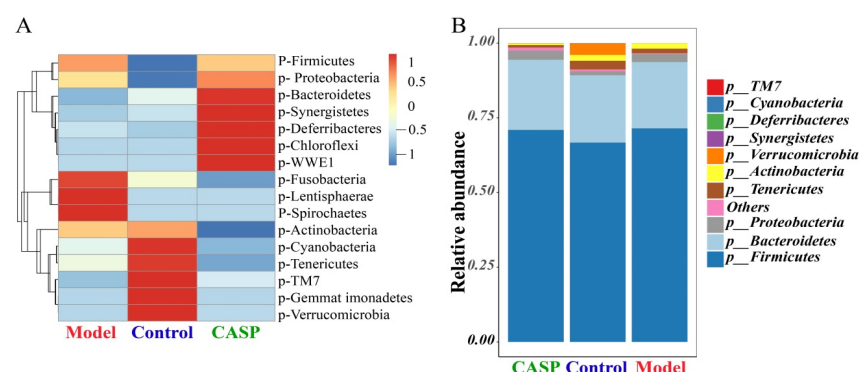 A
P-Firmicutes
p- Proteobacteria
p-Bacteroidetes
p-Synergistetes
p-Deferribacteres
p-Chloroflexi
p-WWE1
p-Fusobacteria
p-Lentisphaerae
P-Spirochaetes
p-Actinobacteria
p-Cyanobacteria
p-Tenericutes
p-TM7
p-Gemmat imonadetes
p-Verrucomicrobia
Model Control CASP
1
0.5
0
-0.5
1
B
Relative abundance
1.00
0.75
0.50
0.25
0.00
CASP Control Model
p__TM7
p__Cyanobacteria
p__Deferribacteres
p__Synergistetes
p__Verrucomicrobia
p__Actinobacteria
p__Tenericutes
Others
p__Proteobacteria
p__Bacteroidetes
p__Firmicutes